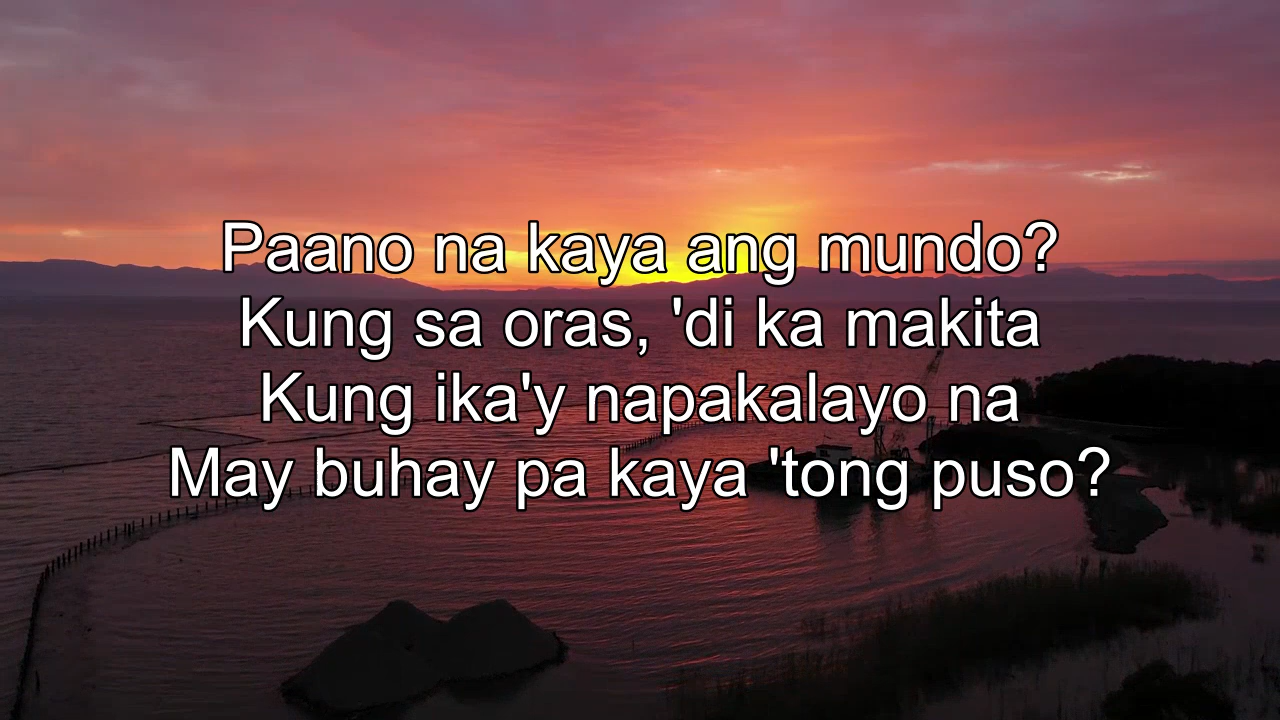 Paano na kaya ang mundo?
Kung sa oras, 'di ka makita
Kung ika'y napakalayo na
May buhay pa kaya 'tong puso?